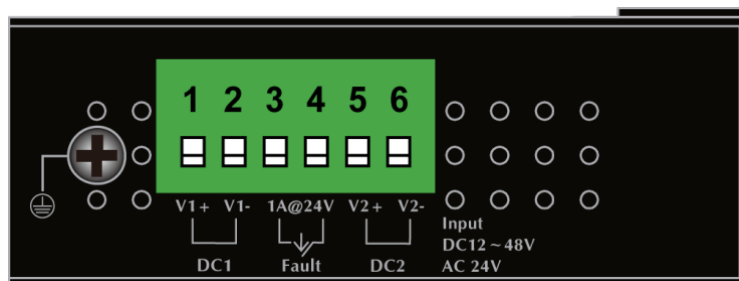 1 2 3 4 5 6
V1+ V1- 1A@24V V2+ V2-
DC1 Fault DC2
Input
DC12~48V
AC 24V